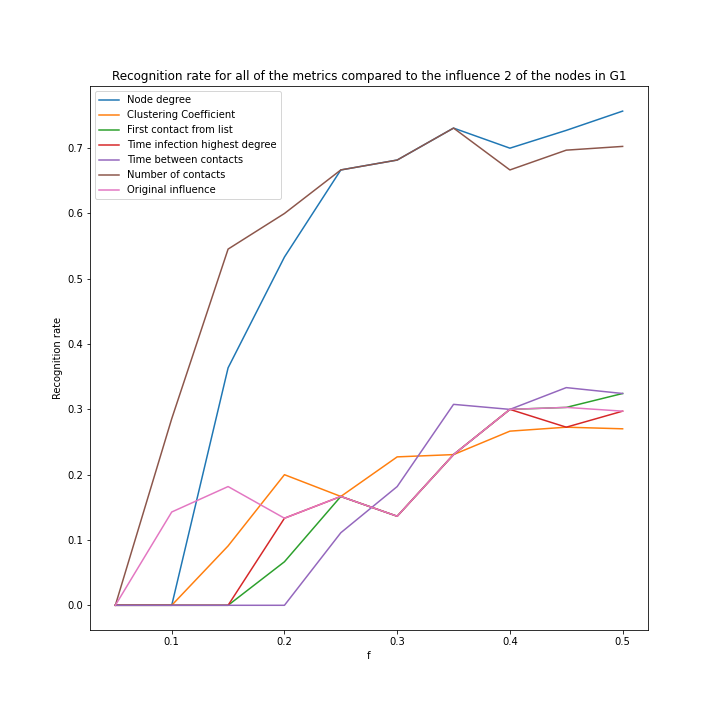 Recognition rate for all of the metrics compared to the influence 2 of the nodes in G1
Node degree
Clustering Coefficient
First contact from list
Time infection highest degree
Time between contacts
Number of contacts
Original influence
0.7
0.6
0.5
0.4
0.3
0.2
0.1
0.0
Recognition rate
0.1 0.2 0.3 0.4 0.5
f